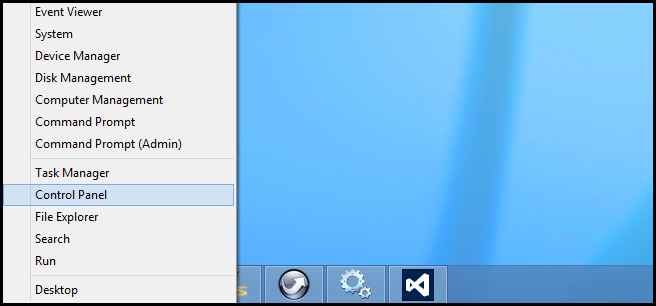 Event Viewer
System
Device Manager
Disk Management
Computer Management
Command Prompt
Command Prompt (Admin)
Task Manager
Control Panel
File Explorer
Search
Run
Desktop